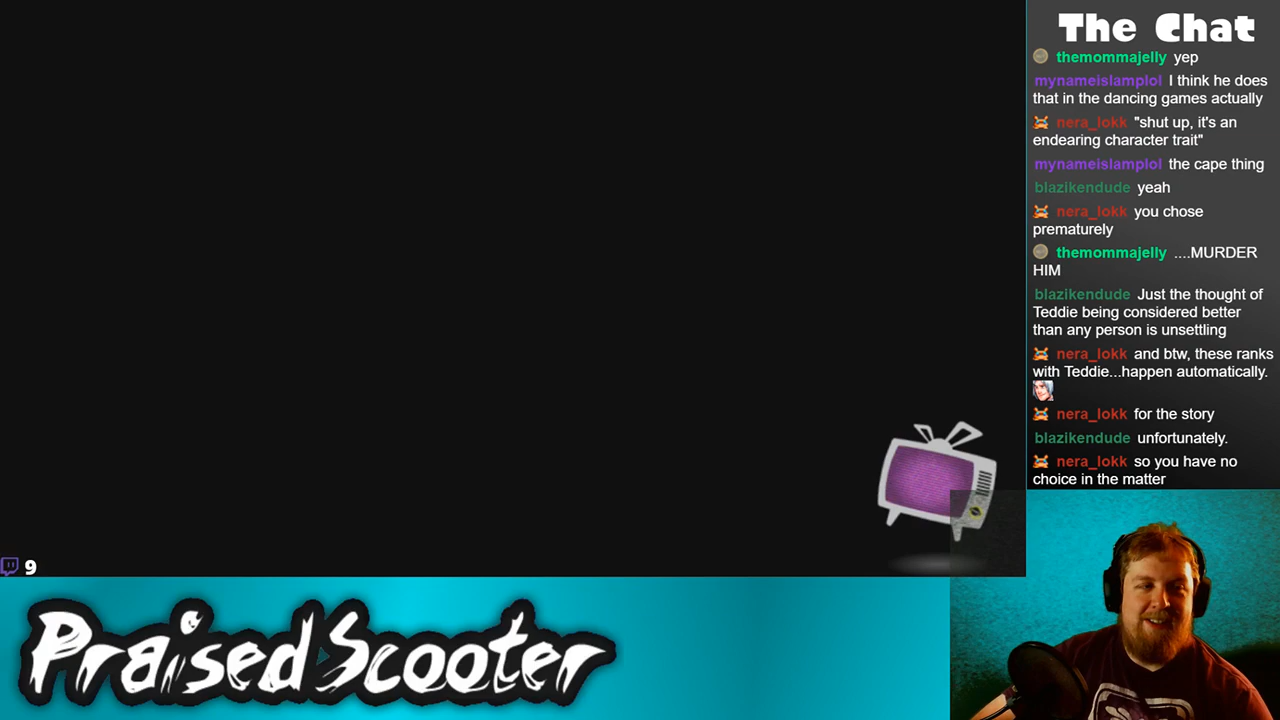 The Chat
themommajelly yep
mynameislamplol I think he does
that in the dancing games actually
nera_lokk "shut up, it's an
endearing character trait"
mynameislamplol the cape thing
blazikendude yeah
nera_lokk you chose
prematurely
themommajelly ....MURDER
HIM
blazikendude Just the thought of
Teddie being considered better
than any person is unsettling
nera_lokk and btw, these ranks
with Teddie...happen automatically.
nera_lokk for the story
blazikendude unfortunately.
nera_lokk so you have no
choice in the matter
9
PraisedScooter